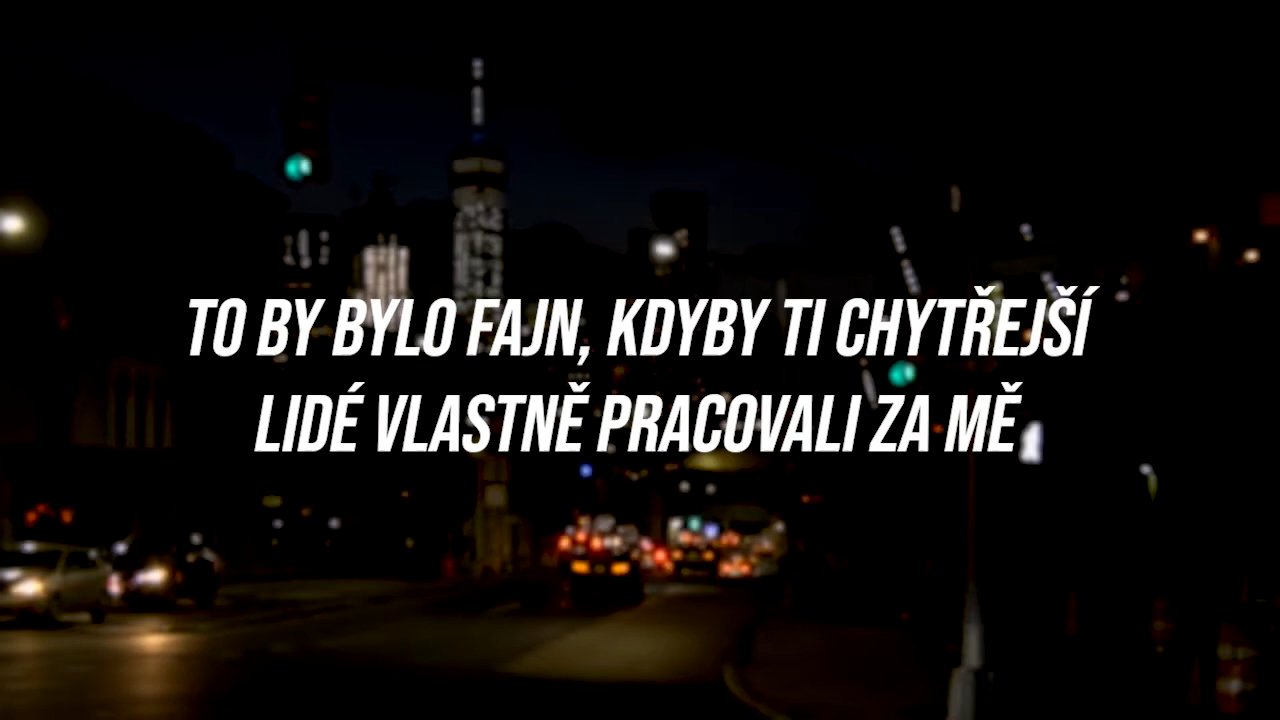 TO BY BYLO FAJN, KDYBY TI CHYTŘEJŠÍ
LIDÉ VLASTNĚ PRACOVALI ZA MĚ